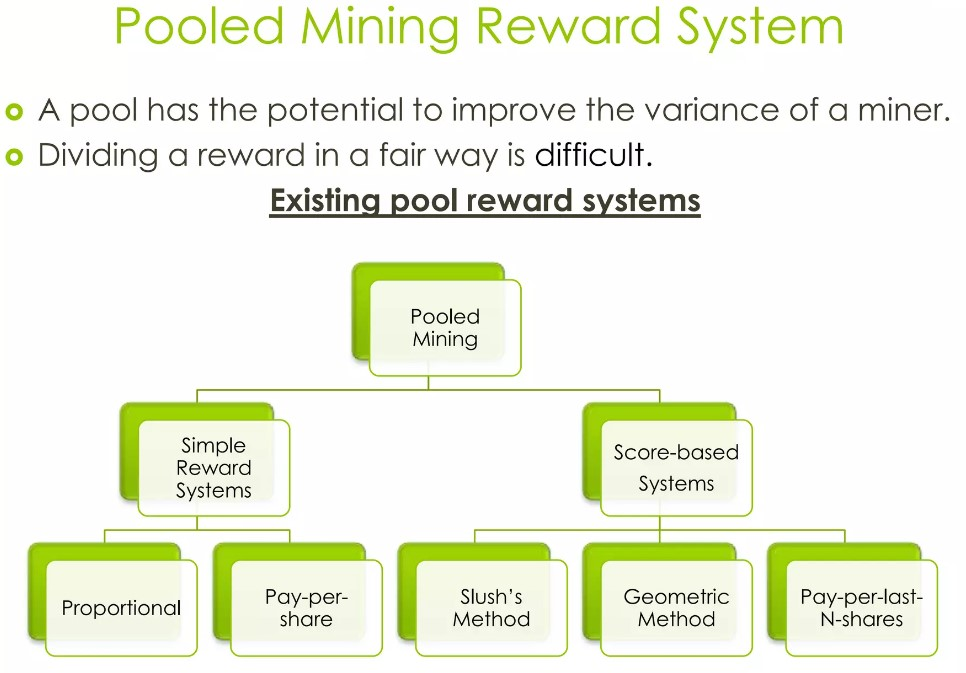 Pooled Mining Reward System
A pool has the potential to improve the variance of a miner.
Dividing a reward in a fair way is difficult.
Existing pool reward systems
Pooled
Mining
Simple
Reward
Systems
Score-based
Systems
Proportional
Pay-per-
share
Slush's
Method
Geometric
Method
Pay-per-last-
N-shares